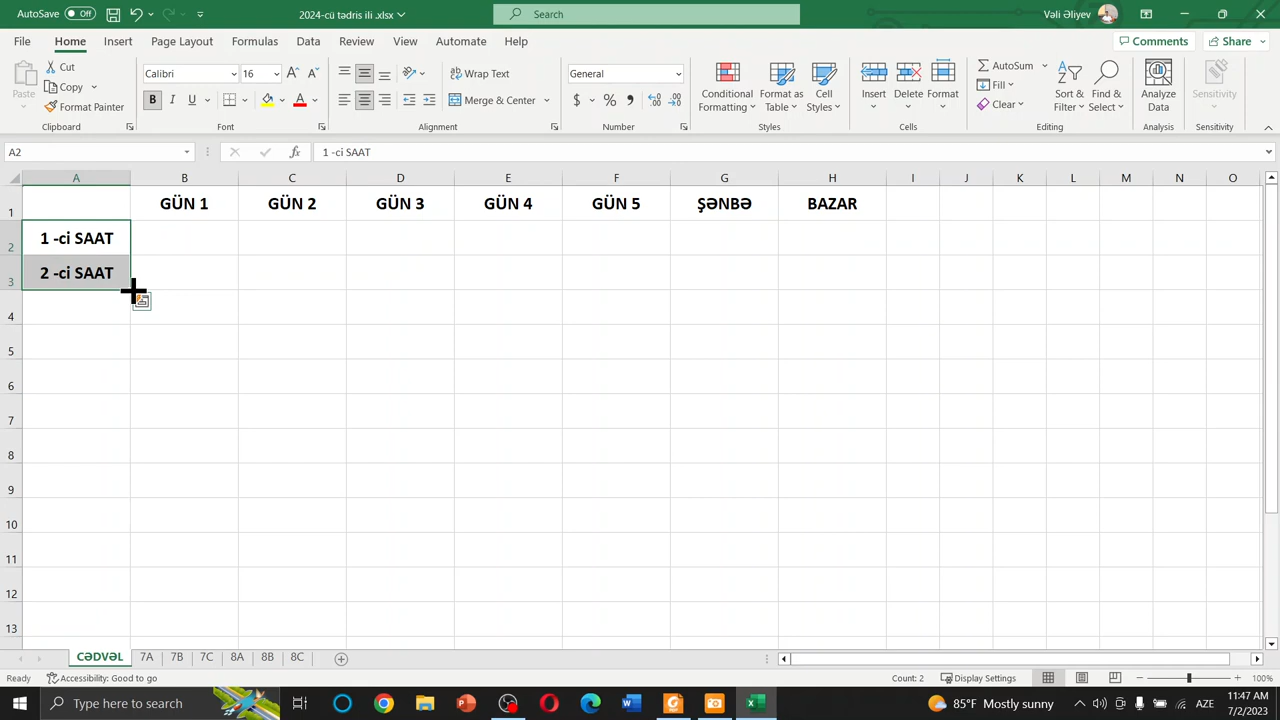 AutoSave Off 2024-cü tədris ili .xlsx Search Vəli Əliyev
File Home Insert Page Layout Formulas Data Review View Automate Help Comments Share
Paste Cut Copy Format Painter
Calibri 16 A A
B I U A
Wrap Text
Merge & Center
General
$ % ,
Conditional Formatting Format as Table Cell Styles
Insert Delete Format
AutoSum Fill Clear
Sort & Filter Find & Select
Analyze Data
Sensitivity
Clipboard Font Alignment Number Styles Cells Editing Analysis Sensitivity
A2 fx 1 -ci SAAT
A B C D E F G H I J K L M N O
1 GÜN 1 GÜN 2 GÜN 3 GÜN 4 GÜN 5 ŞƏNBƏ BAZAR
2 1 -ci SAAT
3 2 -ci SAAT
4
5
6
7
8
9
10
11
12
13
CƏDVƏL 7A 7B 7C 8A 8B 8C
Ready Accessibility: Good to go Count: 2 Display Settings 100%
Type here to search 85°F Mostly sunny AZE 11:47 AM
7/2/2023